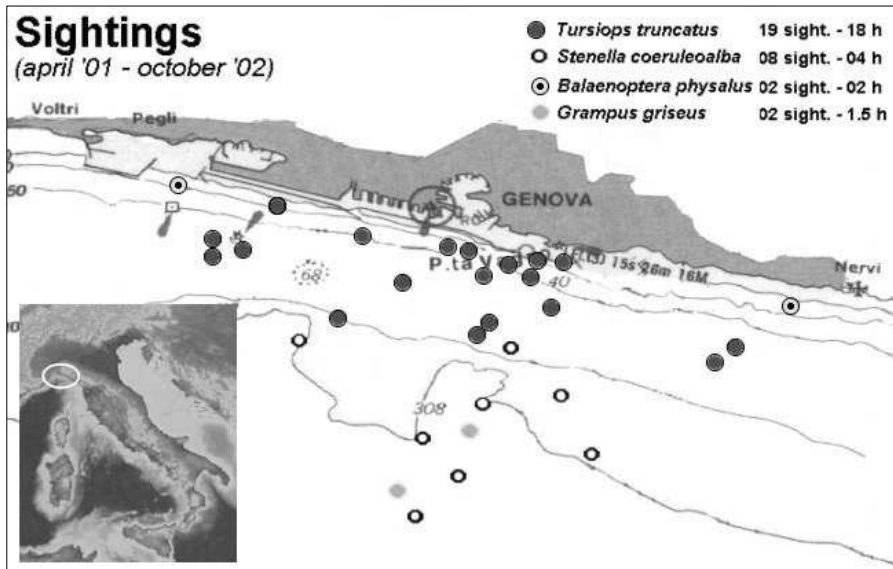 Sightings
(april '01 - october '02)
Tursiops truncatus 19 sight. - 18 h
Stenella coeruleoalba 08 sight. - 04 h
Balaenoptera physalus 02 sight. - 02 h
Grampus griseus 02 sight. - 1.5 h
Voltri
Pegli
50
GENOVA
P.ta Va
15s 26m 16M
Nervi
68
40
308